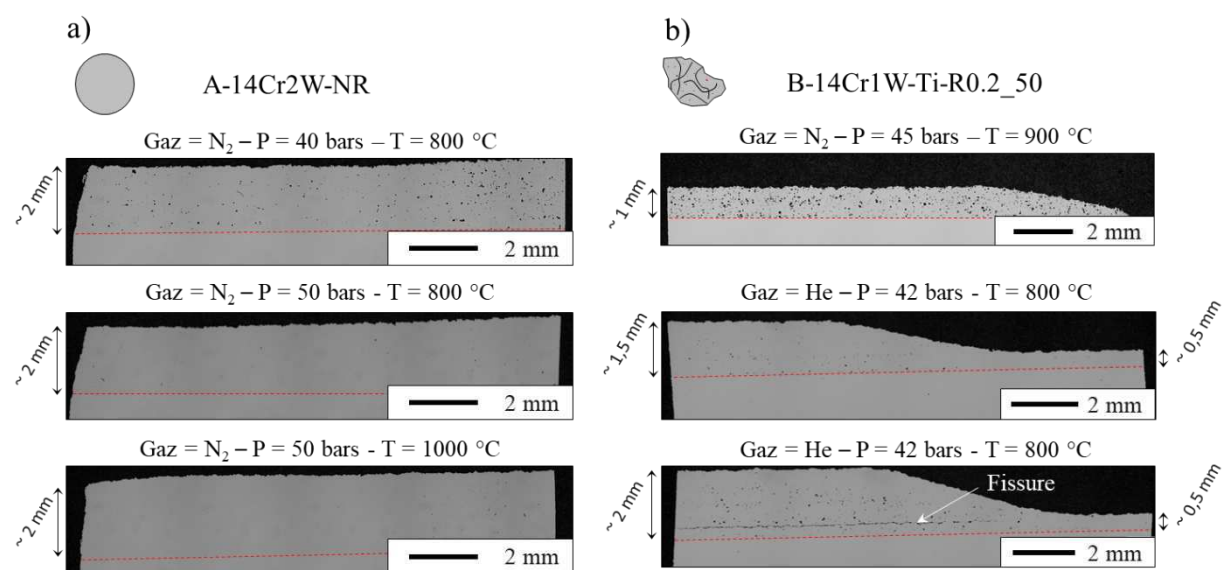 a)
A-14Cr2W-NR
Gaz = N₂ – P = 40 bars – T = 800 °C
~ 2 mm
2 mm
Gaz = N₂ – P = 50 bars - T = 800 °C
~ 2 mm
2 mm
Gaz = N₂ – P = 50 bars - T = 1000 °C
~ 2 mm
2 mm
b)
B-14Cr1W-Ti-R0.2_50
Gaz = N₂ – P = 45 bars – T = 900 °C
~ 1 mm
2 mm
Gaz = He – P = 42 bars - T = 800 °C
~ 1,5 mm
~ 0,5 mm
2 mm
Gaz = He – P = 42 bars - T = 800 °C
Fissure
~ 2 mm
~ 0,5 mm
2 mm